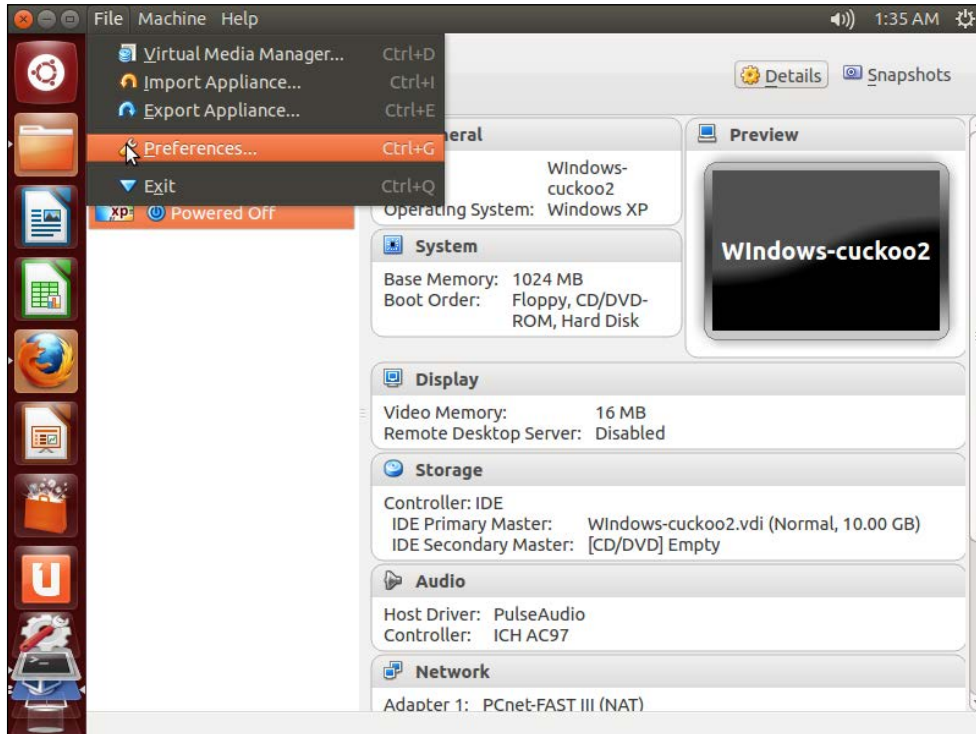 File Machine Help
1:35 AM
Virtual Media Manager... Ctrl+D
Import Appliance... Ctrl+I
Export Appliance... Ctrl+E
Preferences... Ctrl+G
Exit Ctrl+Q
xp Powered Off
Details Snapshots
eral
WIndows-
cuckoo2
Operating System: Windows XP
System
Base Memory: 1024 MB
Boot Order: Floppy, CD/DVD-
ROM, Hard Disk
Preview
WIndows-cuckoo2
Display
Video Memory: 16 MB
Remote Desktop Server: Disabled
Storage
Controller: IDE
IDE Primary Master: WIndows-cuckoo2.vdi (Normal, 10.00 GB)
IDE Secondary Master: [CD/DVD] Empty
Audio
Host Driver: PulseAudio
Controller: ICH AC97
Network
Adapter 1: PCnet-FAST III (NAT)